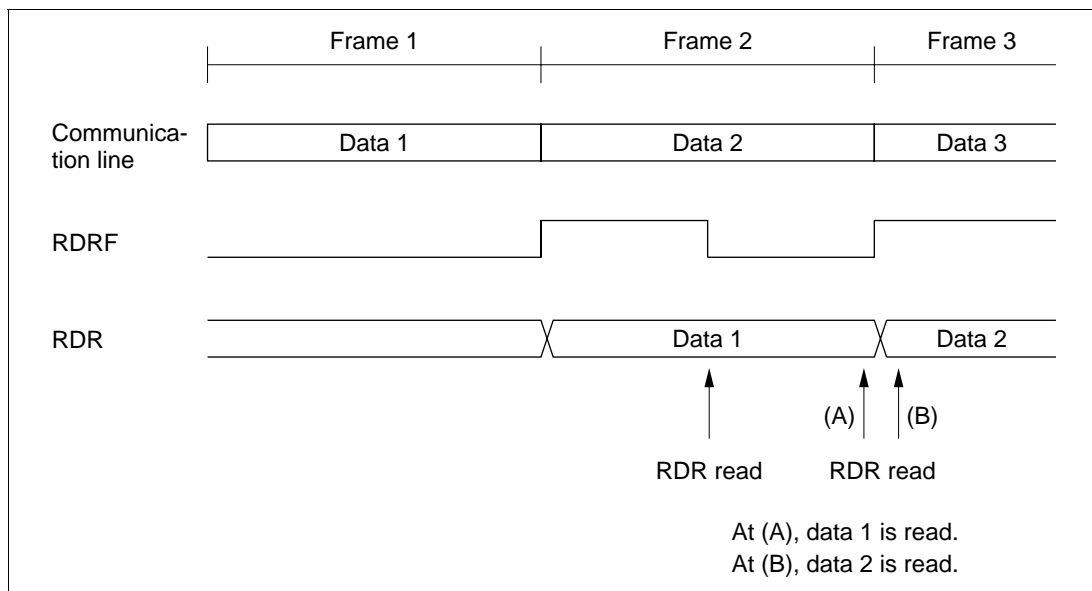 Frame 1 Frame 2 Frame 3
Communica-
tion line
Data 1 Data 2 Data 3
RDRF
RDR
Data 1 Data 2
(A) (B)
RDR read RDR read
At (A), data 1 is read.
At (B), data 2 is read.